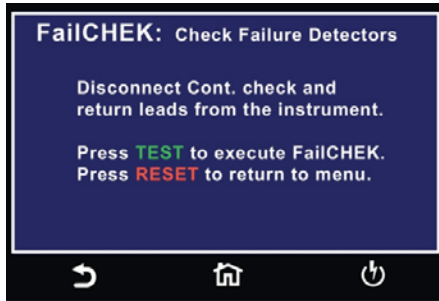 FailCHEK: Check Failure Detectors
Disconnect Cont. check and
return leads from the instrument.
Press TEST to execute FailCHEK.
Press RESET to return to menu.